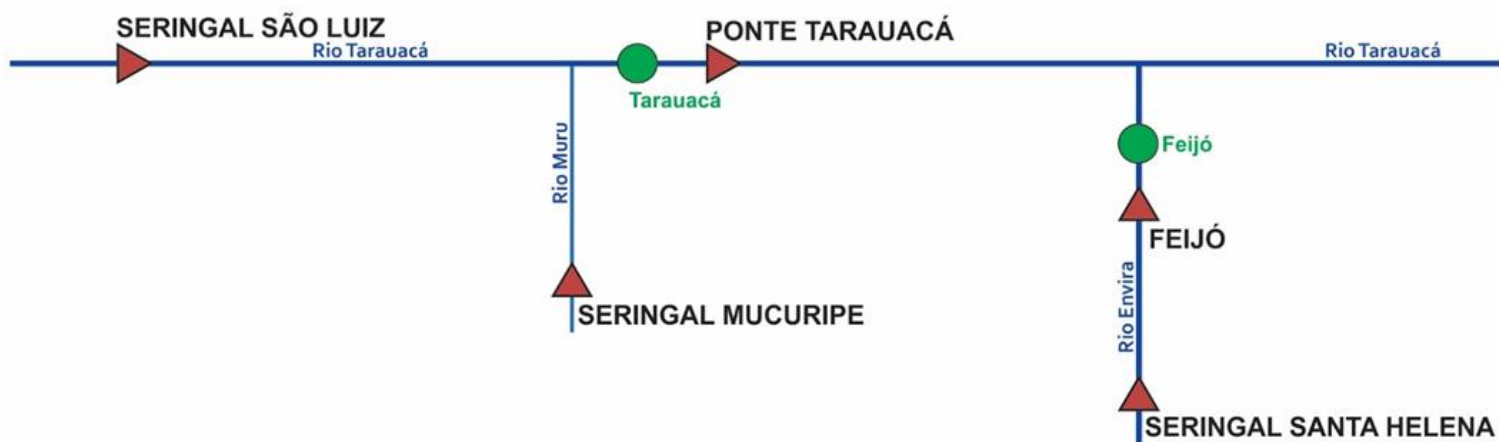 SERINGAL SÃO LUIZ
Rio Tarauacá
PONTE TARAUACÁ
Rio Tarauacá
Tarauacá
Rio Muru
Feijó
FEIJÓ
SERINGAL MUCURIPE
Rio Envira
SERINGAL SANTA HELENA